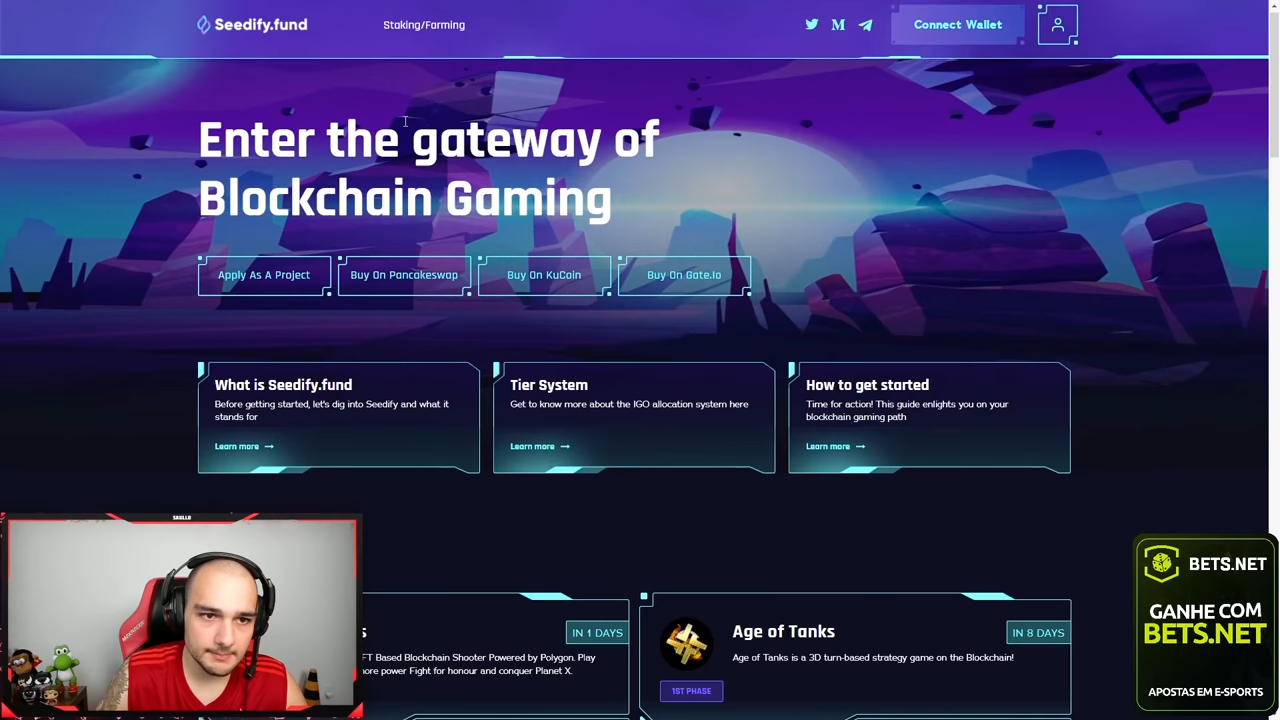 Seedify.fund
Staking/Farming
Connect Wallet
Enter the gateway of
Blockchain Gaming
Apply As A Project
Buy On Pancakeswap
Buy On KuCoin
Buy On Gate.Io
What is Seedify.fund
Before getting started, let's dig into Seedify and what it
stands for
Learn more →
Tier System
Get to know more about the IGO allocation system here
Learn more →
How to get started
Time for action! This guide enlights you on your
blockchain gaming path
Learn more →
IN 1 DAYS
FT Based Blockchain Shooter Powered by Polygon. Play
ore power Fight for honour and conquer Planet X.
Age of Tanks
IN 8 DAYS
Age of Tanks is a 3D turn-based strategy game on the Blockchain!
1ST PHASE
BETS.NET
GANHE COM
BETS.NET
APOSTAS EM E-SPORTS